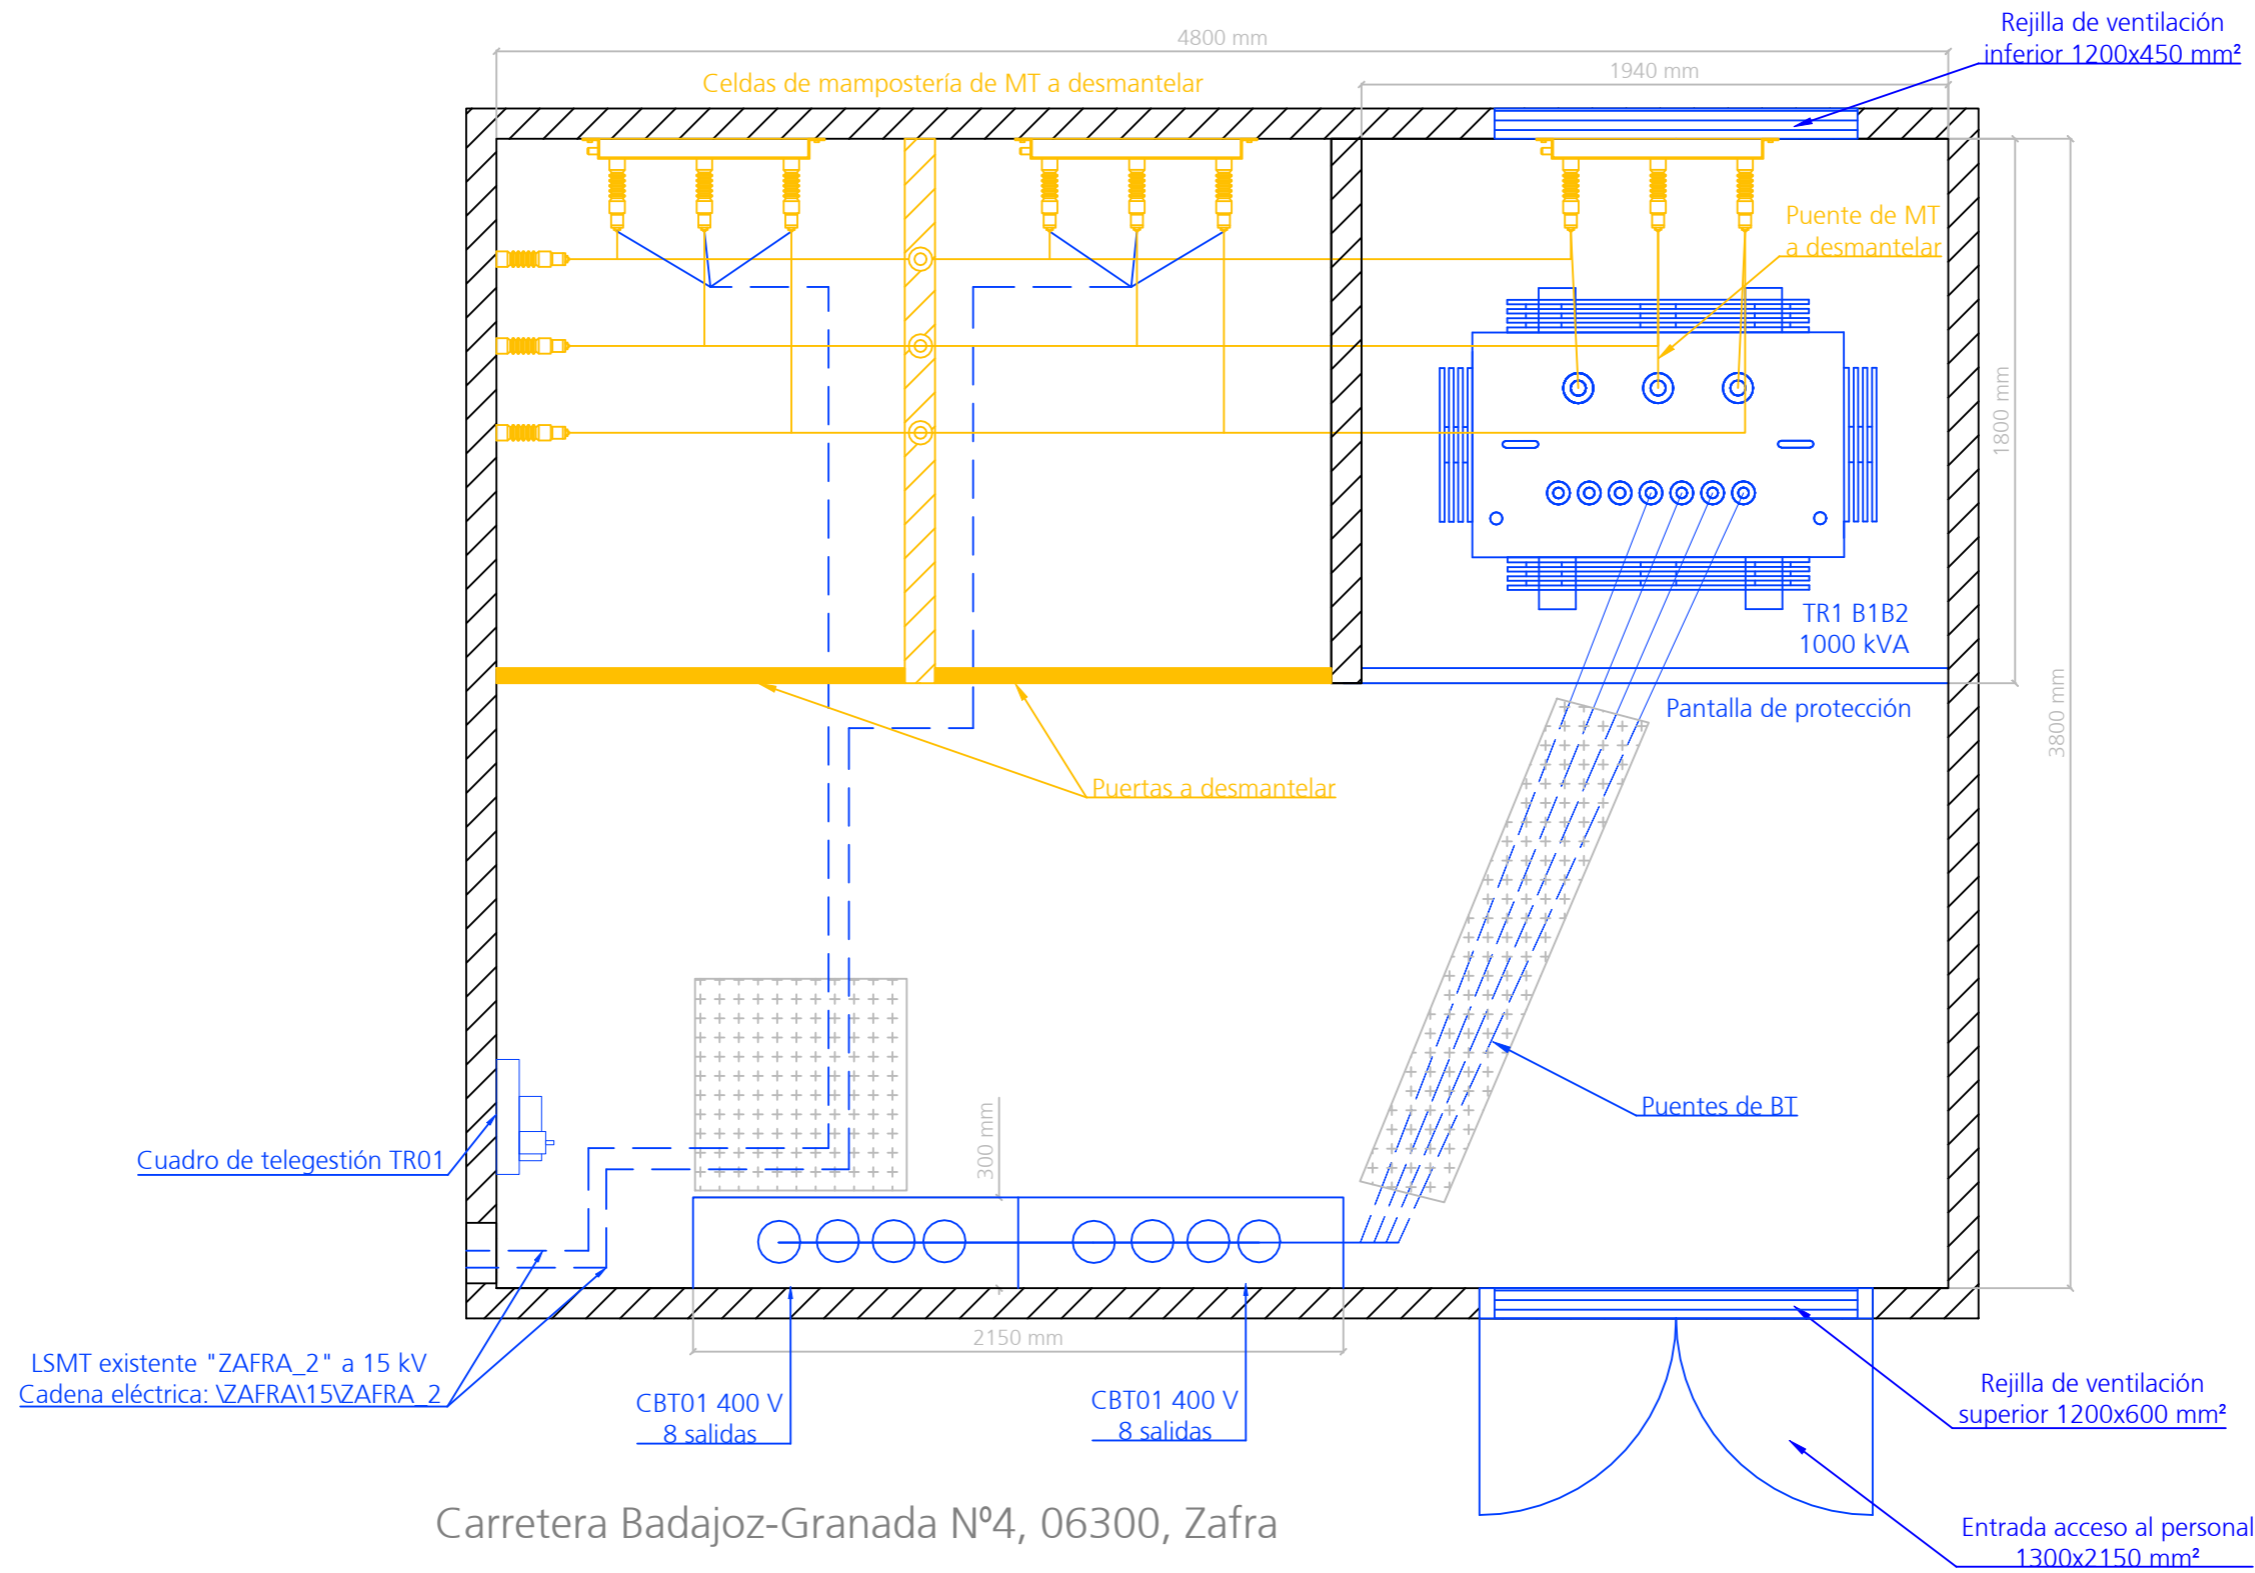 Rejilla de ventilación
inferior 1200x450 mm²
4800 mm
1940 mm
Celdas de mampostería de MT a desmantelar
Puente de MT
a desmantelar
1800 mm
3800 mm
TR1 B1B2
1000 kVA
Pantalla de protección
Puertas a desmantelar
Puentes de BT
300 mm
Cuadro de telegestión TR01
2150 mm
LSMT existente "ZAFRA_2" a 15 kV
Cadena eléctrica: \ZAFRA\15\ZAFRA_2
CBT01 400 V
8 salidas
CBT01 400 V
8 salidas
Rejilla de ventilación
superior 1200x600 mm²
Carretera Badajoz-Granada Nº4, 06300, Zafra
Entrada acceso al personal
1300x2150 mm²